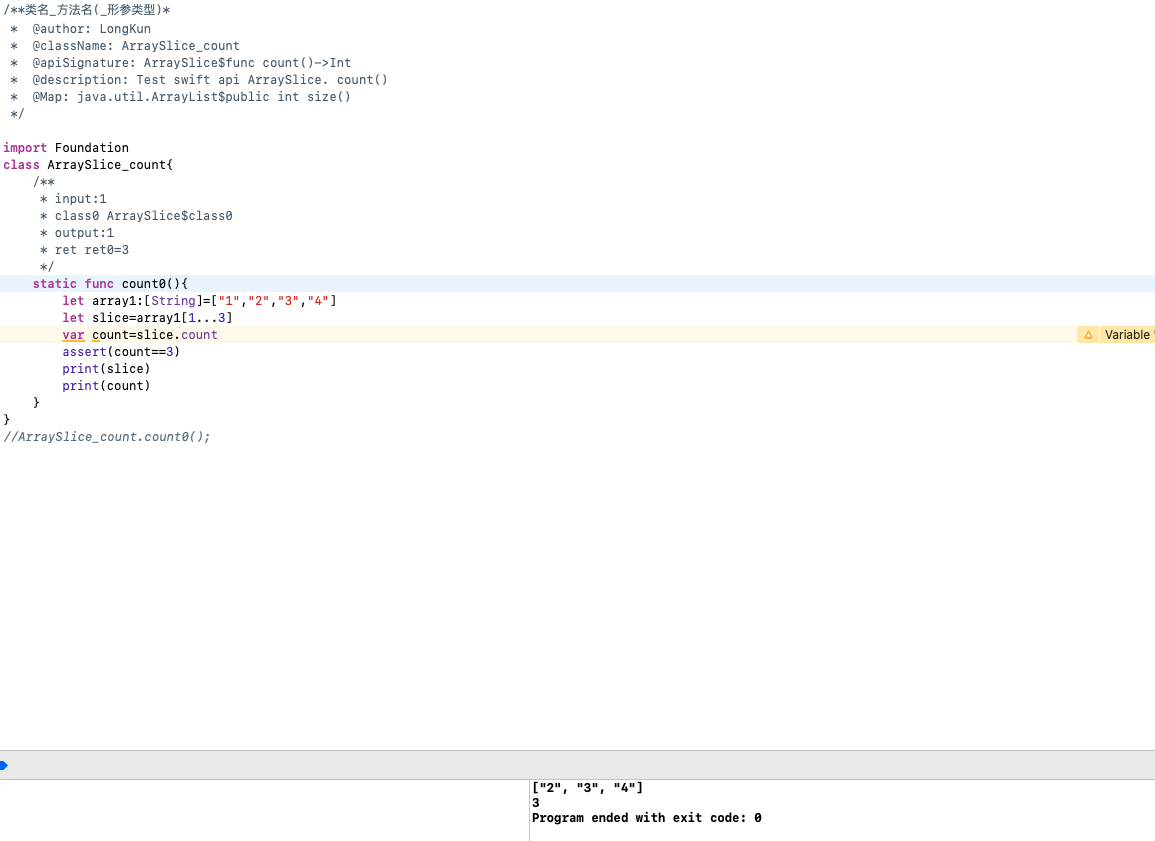 /**类名_方法名(_形参类型)*
 *  @author: LongKun
 *  @className: ArraySlice_count
 *  @apiSignature: ArraySlice$func count()->Int
 *  @description: Test swift api ArraySlice. count()
 *  @Map: java.util.ArrayList$public int size()
 */
import Foundation
class ArraySlice_count{
    /**
     * input:1
     * class0 ArraySlice$class0
     * output:1
     * ret ret0=3
     */
    static func count0(){
        let array1:[String]=["1","2","3","4"]
        let slice=array1[1...3]
        var count=slice.count
Variable
        assert(count==3)
        print(slice)
        print(count)
    }
}
//ArraySlice_count.count0();
["2", "3", "4"]
3
Program ended with exit code: 0